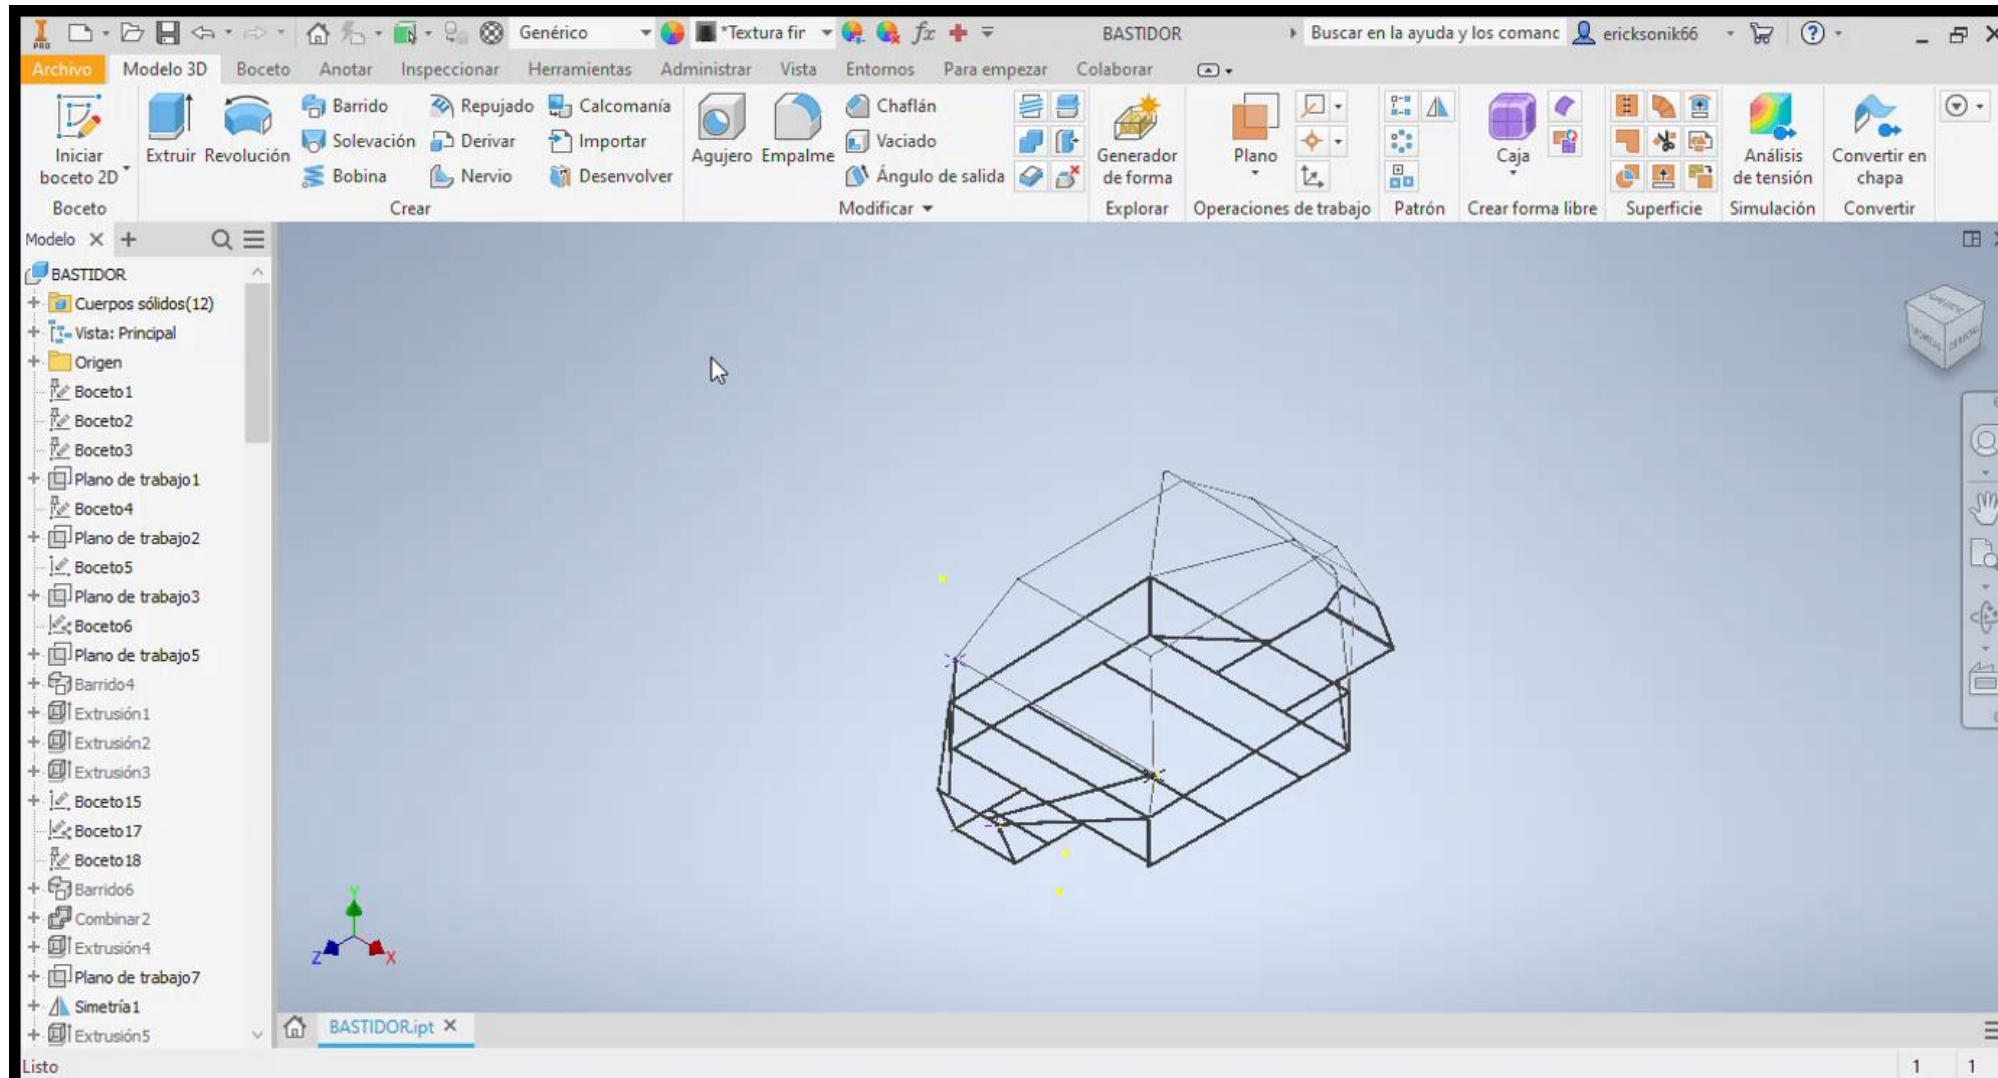 PRO Genérico *Textura fir fx BASTIDOR Buscar en la ayuda y los comanc ericksonik66 ?
Archivo Modelo 3D Boceto Anotar Inspeccionar Herramientas Administrar Vista Entornos Para empezar Colaborar
Iniciar boceto 2D
Extruir Revolución
Barrido Repujado Calcomanía
Solevación Derivar Importar
Bobina Nervio Desenvolver
Agujero Empalme
Chaflán
Vaciado
Ángulo de salida
Generador de forma
Plano
Caja
Análisis de tensión
Convertir en chapa
Boceto Crear Modificar Explorar Operaciones de trabajo Patrón Crear forma libre Superficie Simulación Convertir
Modelo
BASTIDOR
Cuerpos sólidos(12)
Vista: Principal
Origen
Boceto1
Boceto2
Boceto3
Plano de trabajo1
Boceto4
Plano de trabajo2
Boceto5
Plano de trabajo3
Boceto6
Plano de trabajo5
Barrido4
Extrusión1
Extrusión2
Extrusión3
Boceto15
Boceto17
Boceto18
Barrido6
Combinar2
Extrusión4
Plano de trabajo7
Simetría1
Extrusión5
Y
Z
X
BASTIDOR.ipt
Listo
1 1